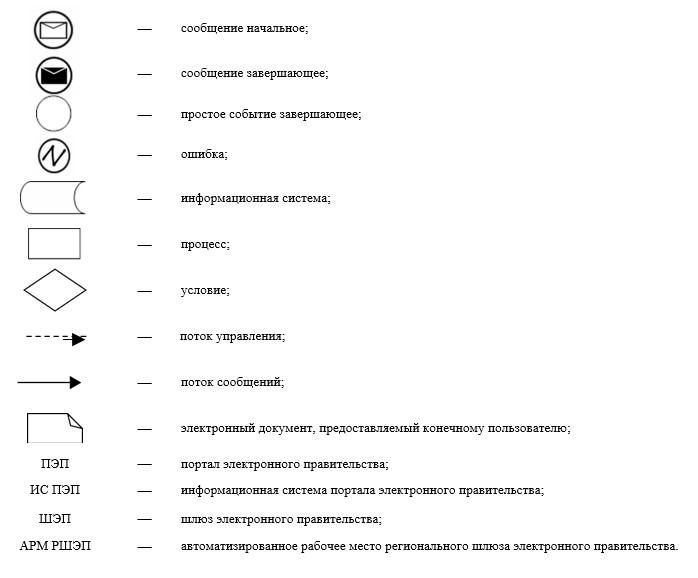 — сообщение начальное;
— сообщение завершающее;
— простое событие завершающее;
— ошибка;
— информационная система;
— процесс;
— условие;
— поток управления;
— поток сообщений;
— электронный документ, предоставляемый конечному пользователю;
ПЭП — портал электронного правительства;
ИС ПЭП — информационная система портала электронного правительства;
ШЭП — шлюз электронного правительства;
АРМ РШЭП — автоматизированное рабочее место регионального шлюза электронного правительства.